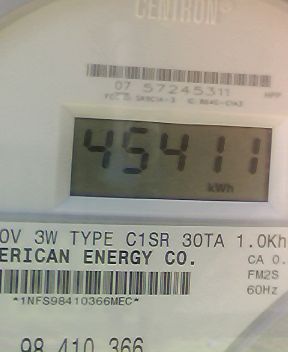 CENTRON®
07 57245311
45411
kWh
0V 3W TYPE C1SR 30TA 1.0Kh
ERICAN ENERGY CO.
CA 0.
FM2S
*1NFS98410366MEC*
60Hz
98 410 366